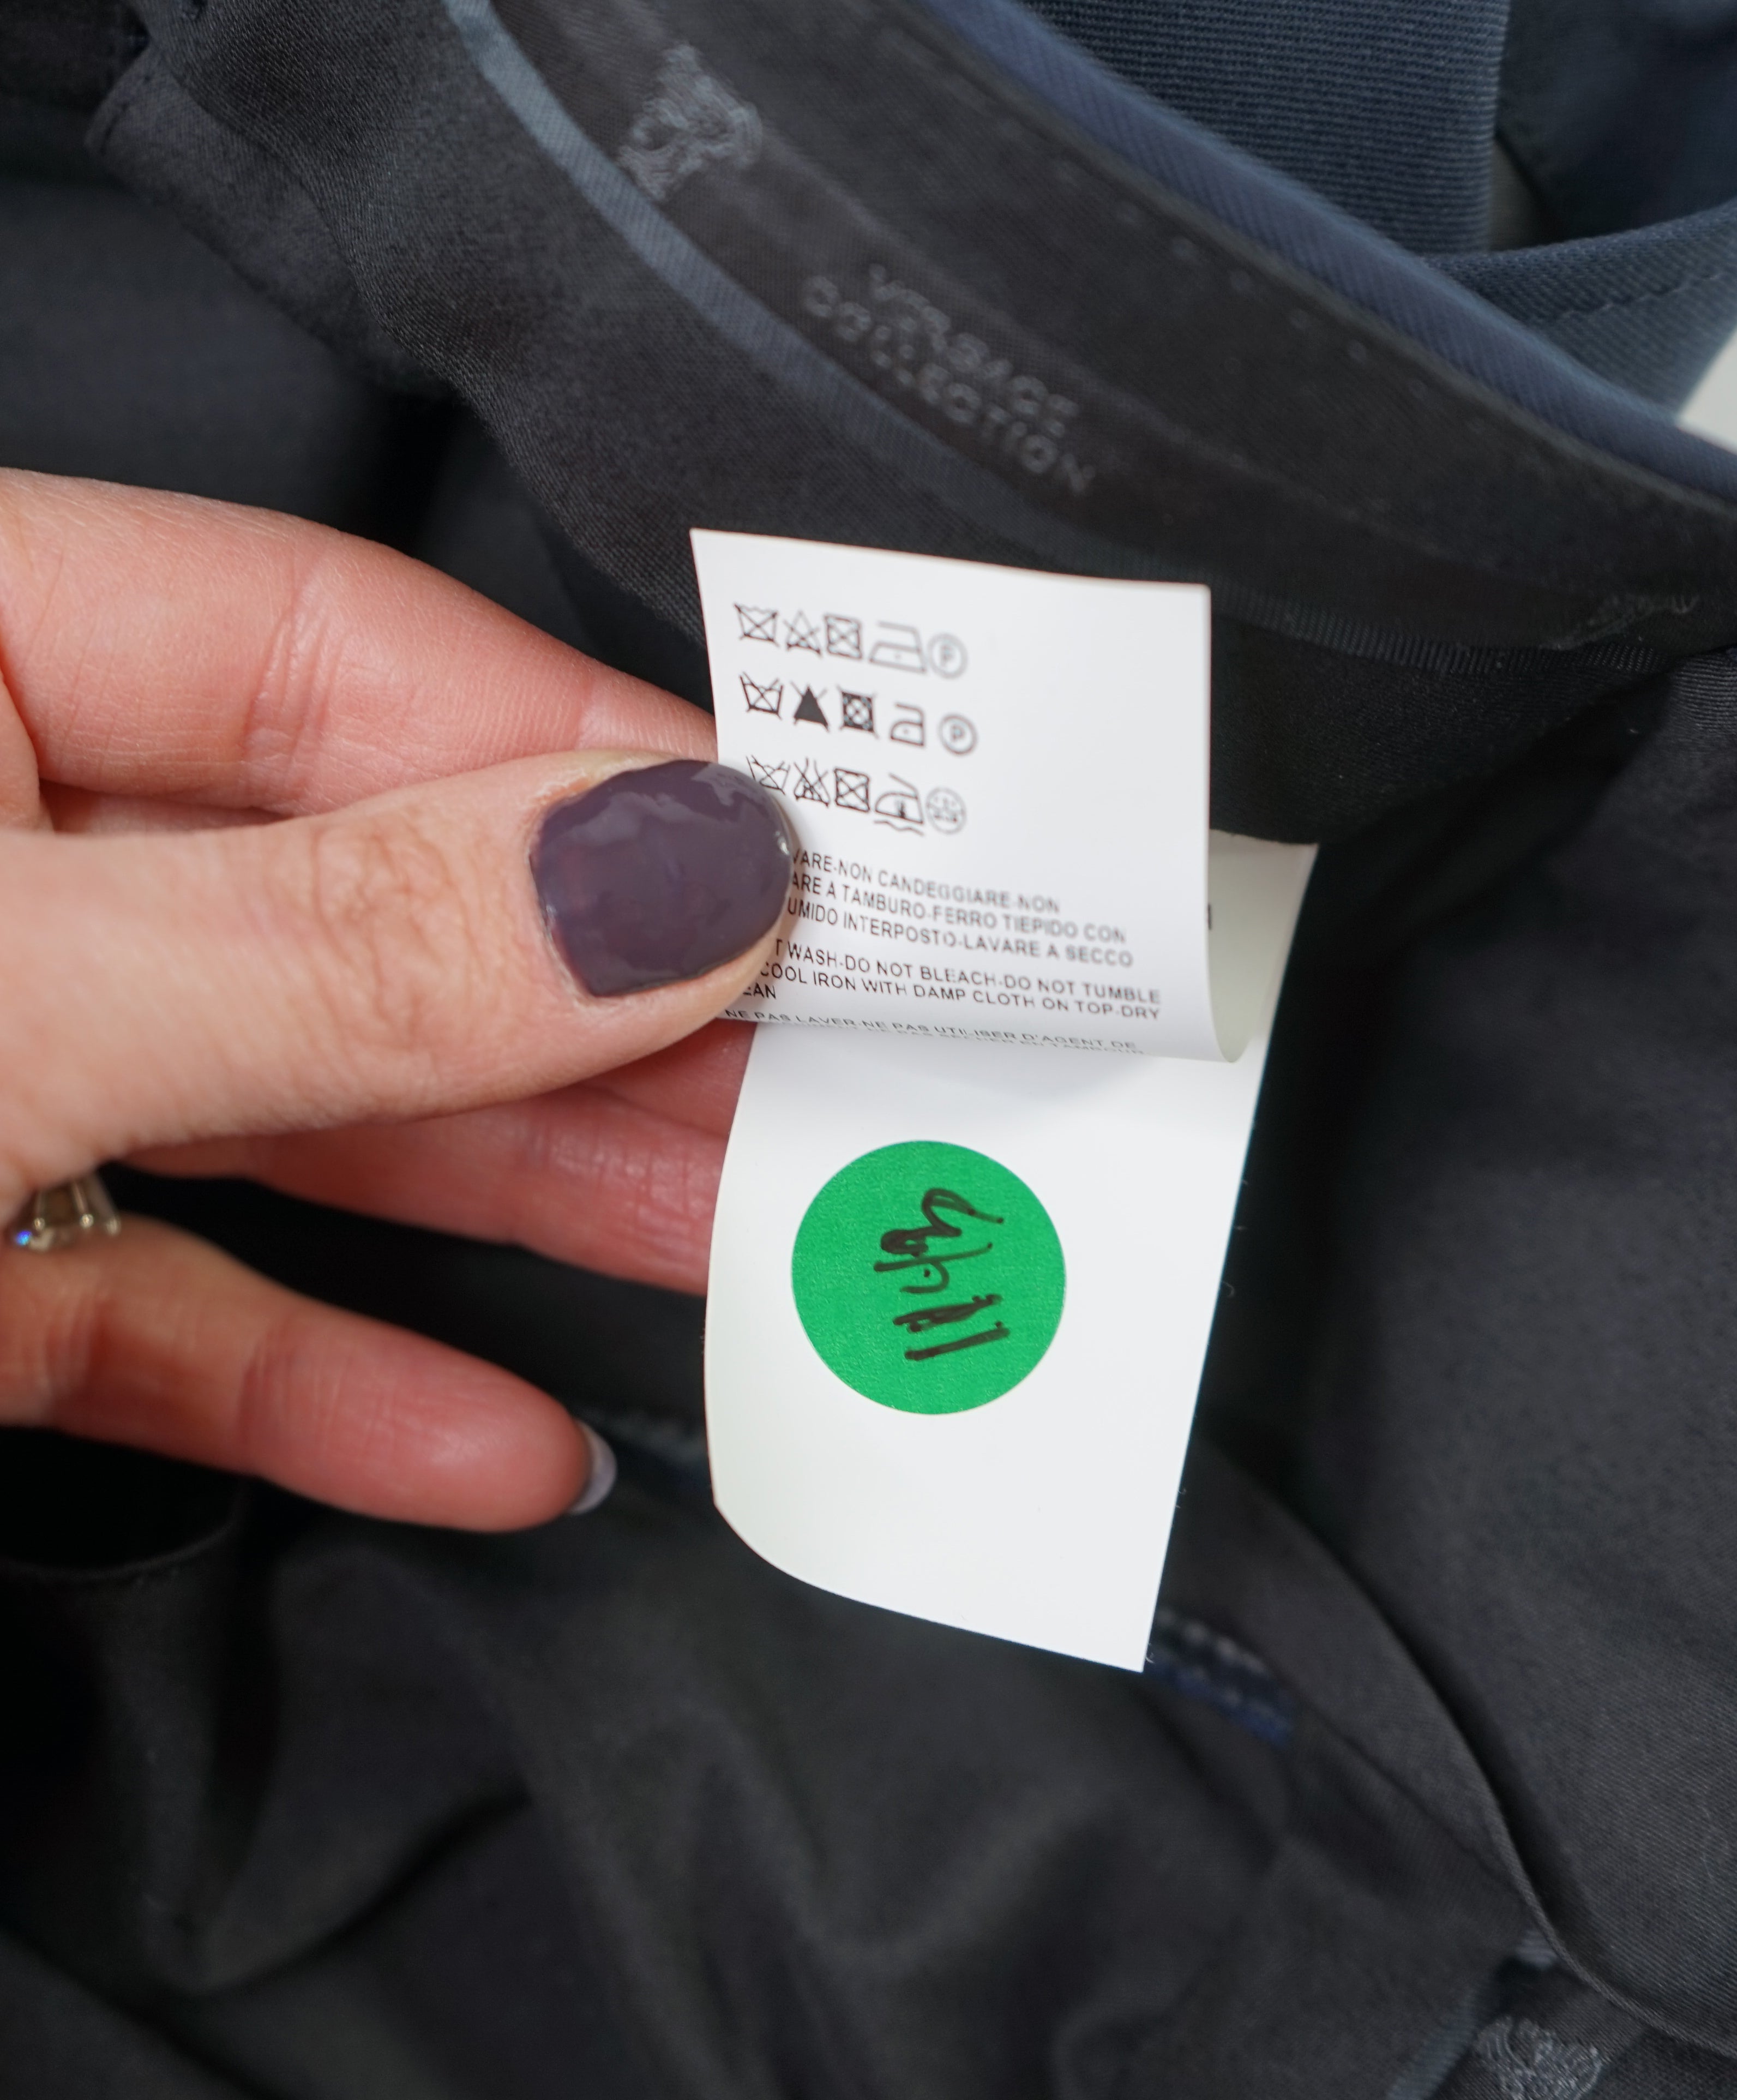 VERSACE
COLLECTION
P
P
VARE-NON CANDEGGIARE-NON
ARE A TAMBURO-FERRO TIEPIDO CON
UMIDO INTERPOSTO-LAVARE A SECCO
T WASH-DO NOT BLEACH-DO NOT TUMBLE
COOL IRON WITH DAMP CLOTH ON TOP-DRY
EAN
NE PAS LAVER-NE PAS UTILISER D'AGENT DE